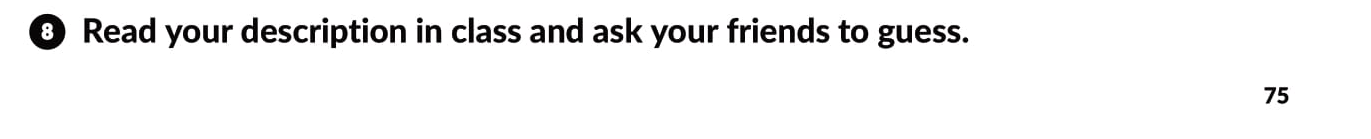 8 Read your description in class and ask your friends to guess.
75